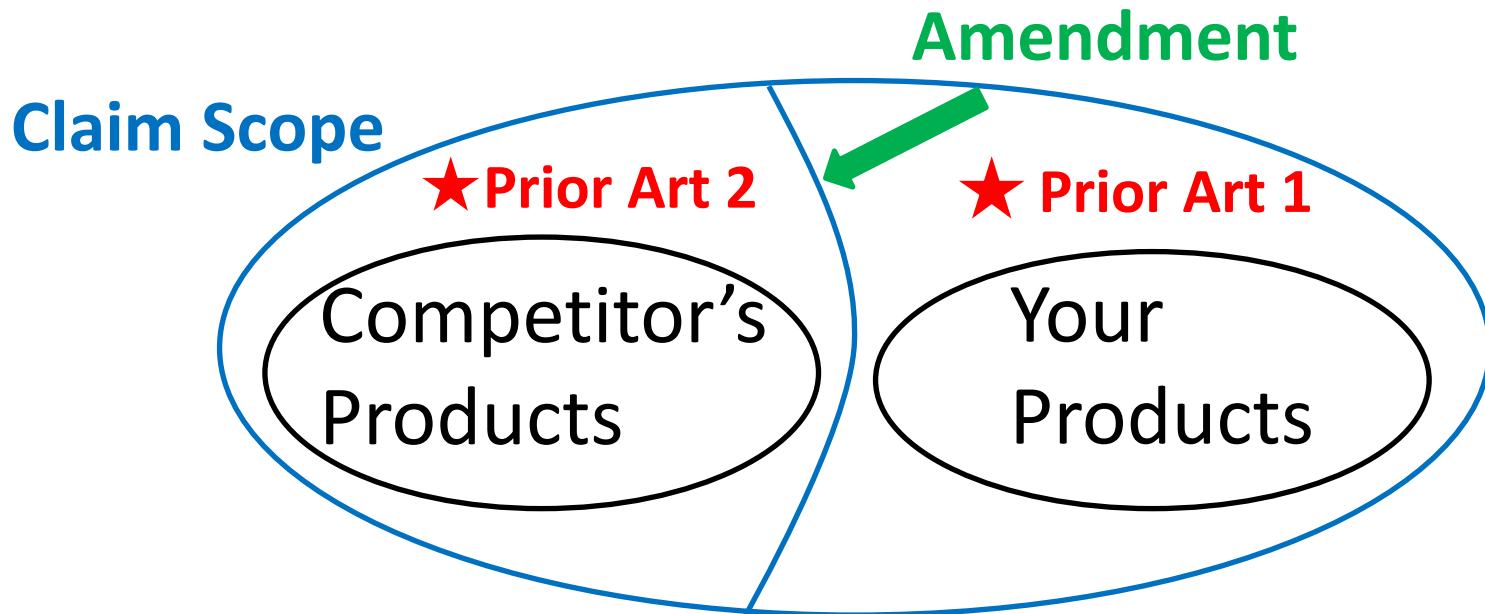 Amendment
Claim Scope
Prior Art 2
Prior Art 1
Competitor’s
Products
Your
Products